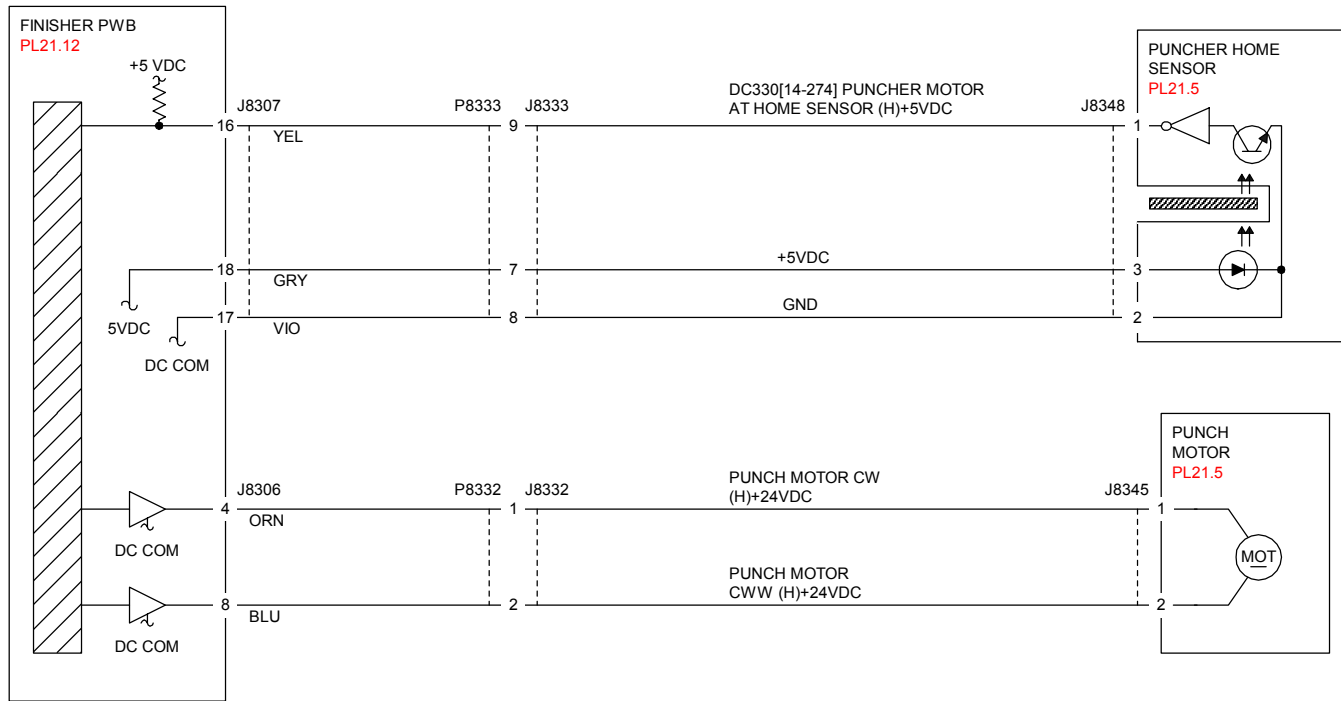 FINISHER PWB
PL21.12
+5 VDC
J8307
P8333
J8333
DC330[14-274] PUNCHER MOTOR
AT HOME SENSOR (H)+5VDC
J8348
PUNCHER HOME
SENSOR
PL21.5
16
YEL
9
1
18
GRY
7
+5VDC
3
5VDC
17
VIO
8
GND
2
DC COM
J8306
P8332
J8332
PUNCH MOTOR CW
(H)+24VDC
J8345
PUNCH
MOTOR
PL21.5
4
ORN
1
1
DC COM
MOT
PUNCH MOTOR
CWW (H)+24VDC
8
BLU
2
2
DC COM